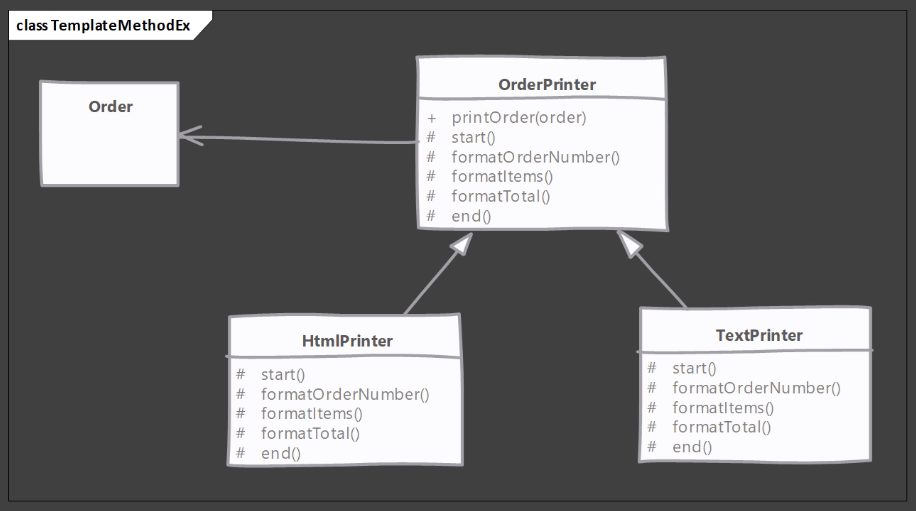 class TemplateMethodEx
Order
OrderPrinter
+ printOrder(order)
# start()
# formatOrderNumber()
# formatItems()
# formatTotal()
# end()
HtmlPrinter
# start()
# formatOrderNumber()
# formatItems()
# formatTotal()
# end()
TextPrinter
# start()
# formatOrderNumber()
# formatItems()
# formatTotal()
# end()